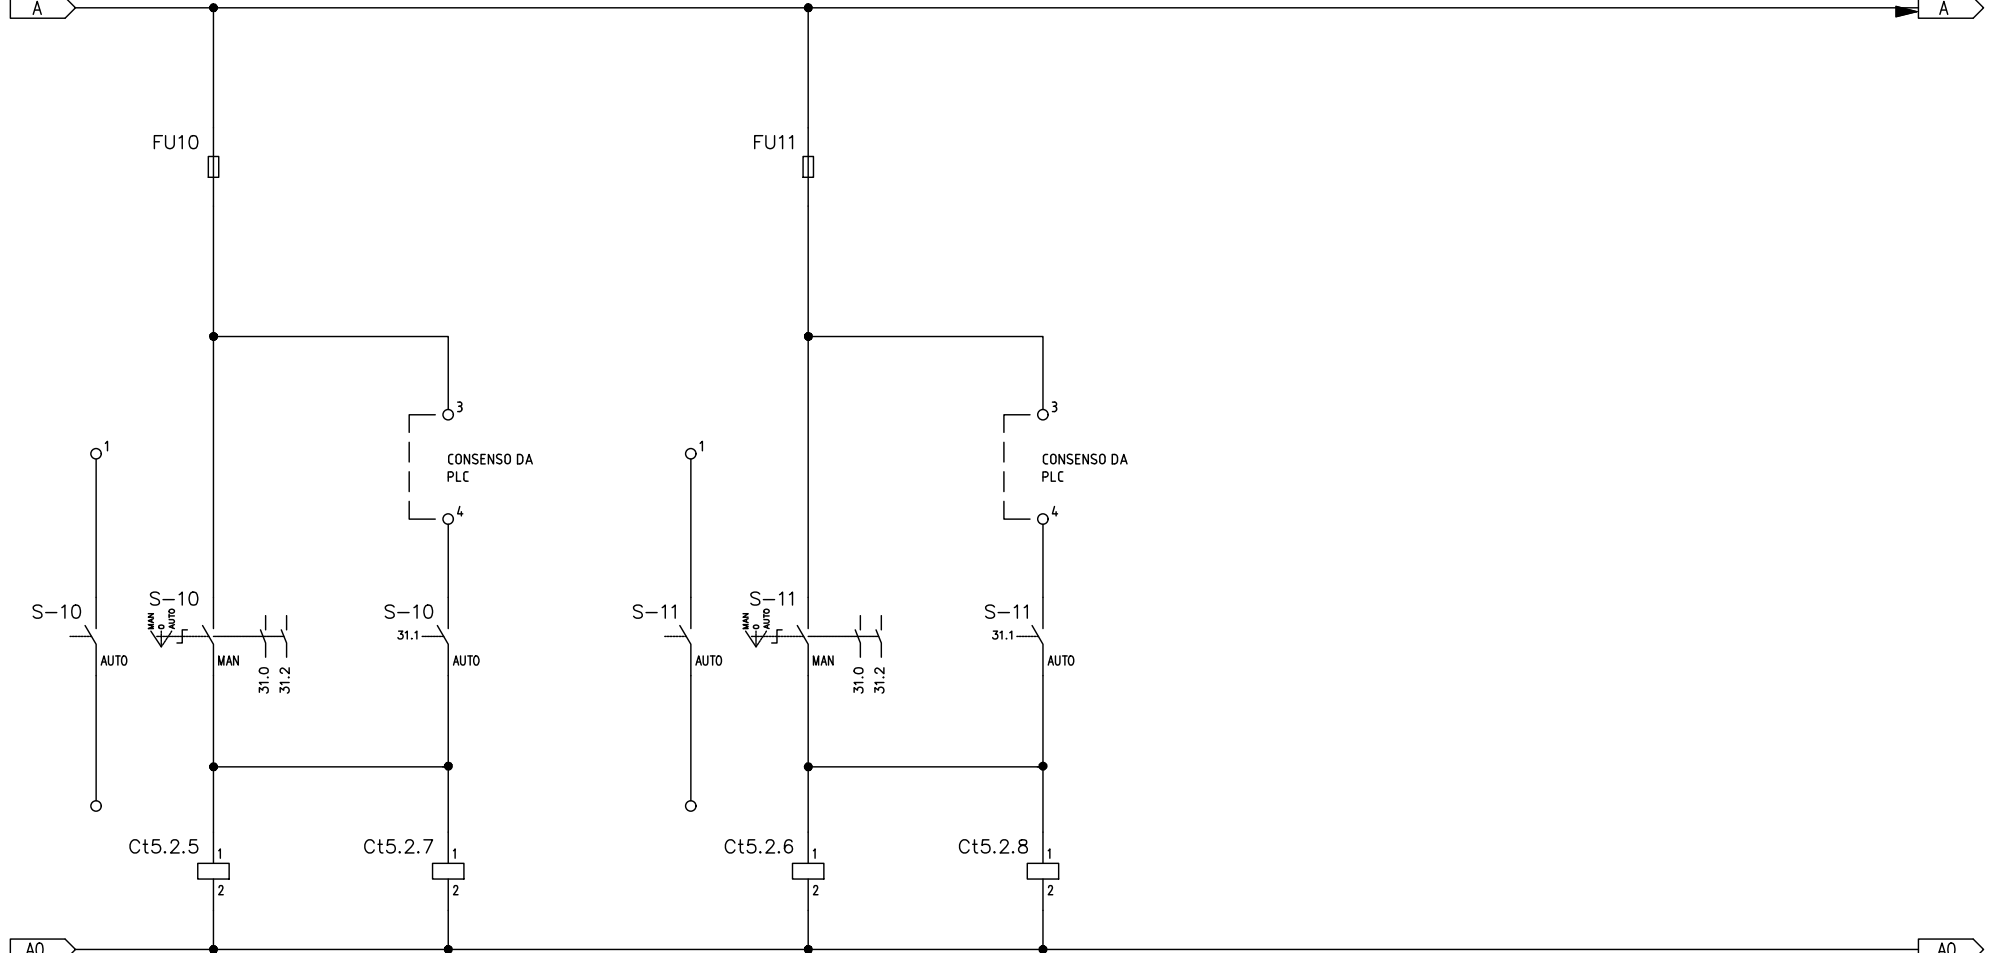 A
A
FU10
FU11
3
3
1
CONSENSO DA
PLC
1
CONSENSO DA
PLC
4
4
S-10
S-10
MAN
0
AUTO
S-10
31.1
S-11
S-11
MAN
0
AUTO
S-11
31.1
AUTO
MAN
31.0
31.2
AUTO
AUTO
MAN
31.0
31.2
AUTO
Ct5.2.5
1
2
Ct5.2.7
1
2
Ct5.2.6
1
2
Ct5.2.8
1
2
A0
A0